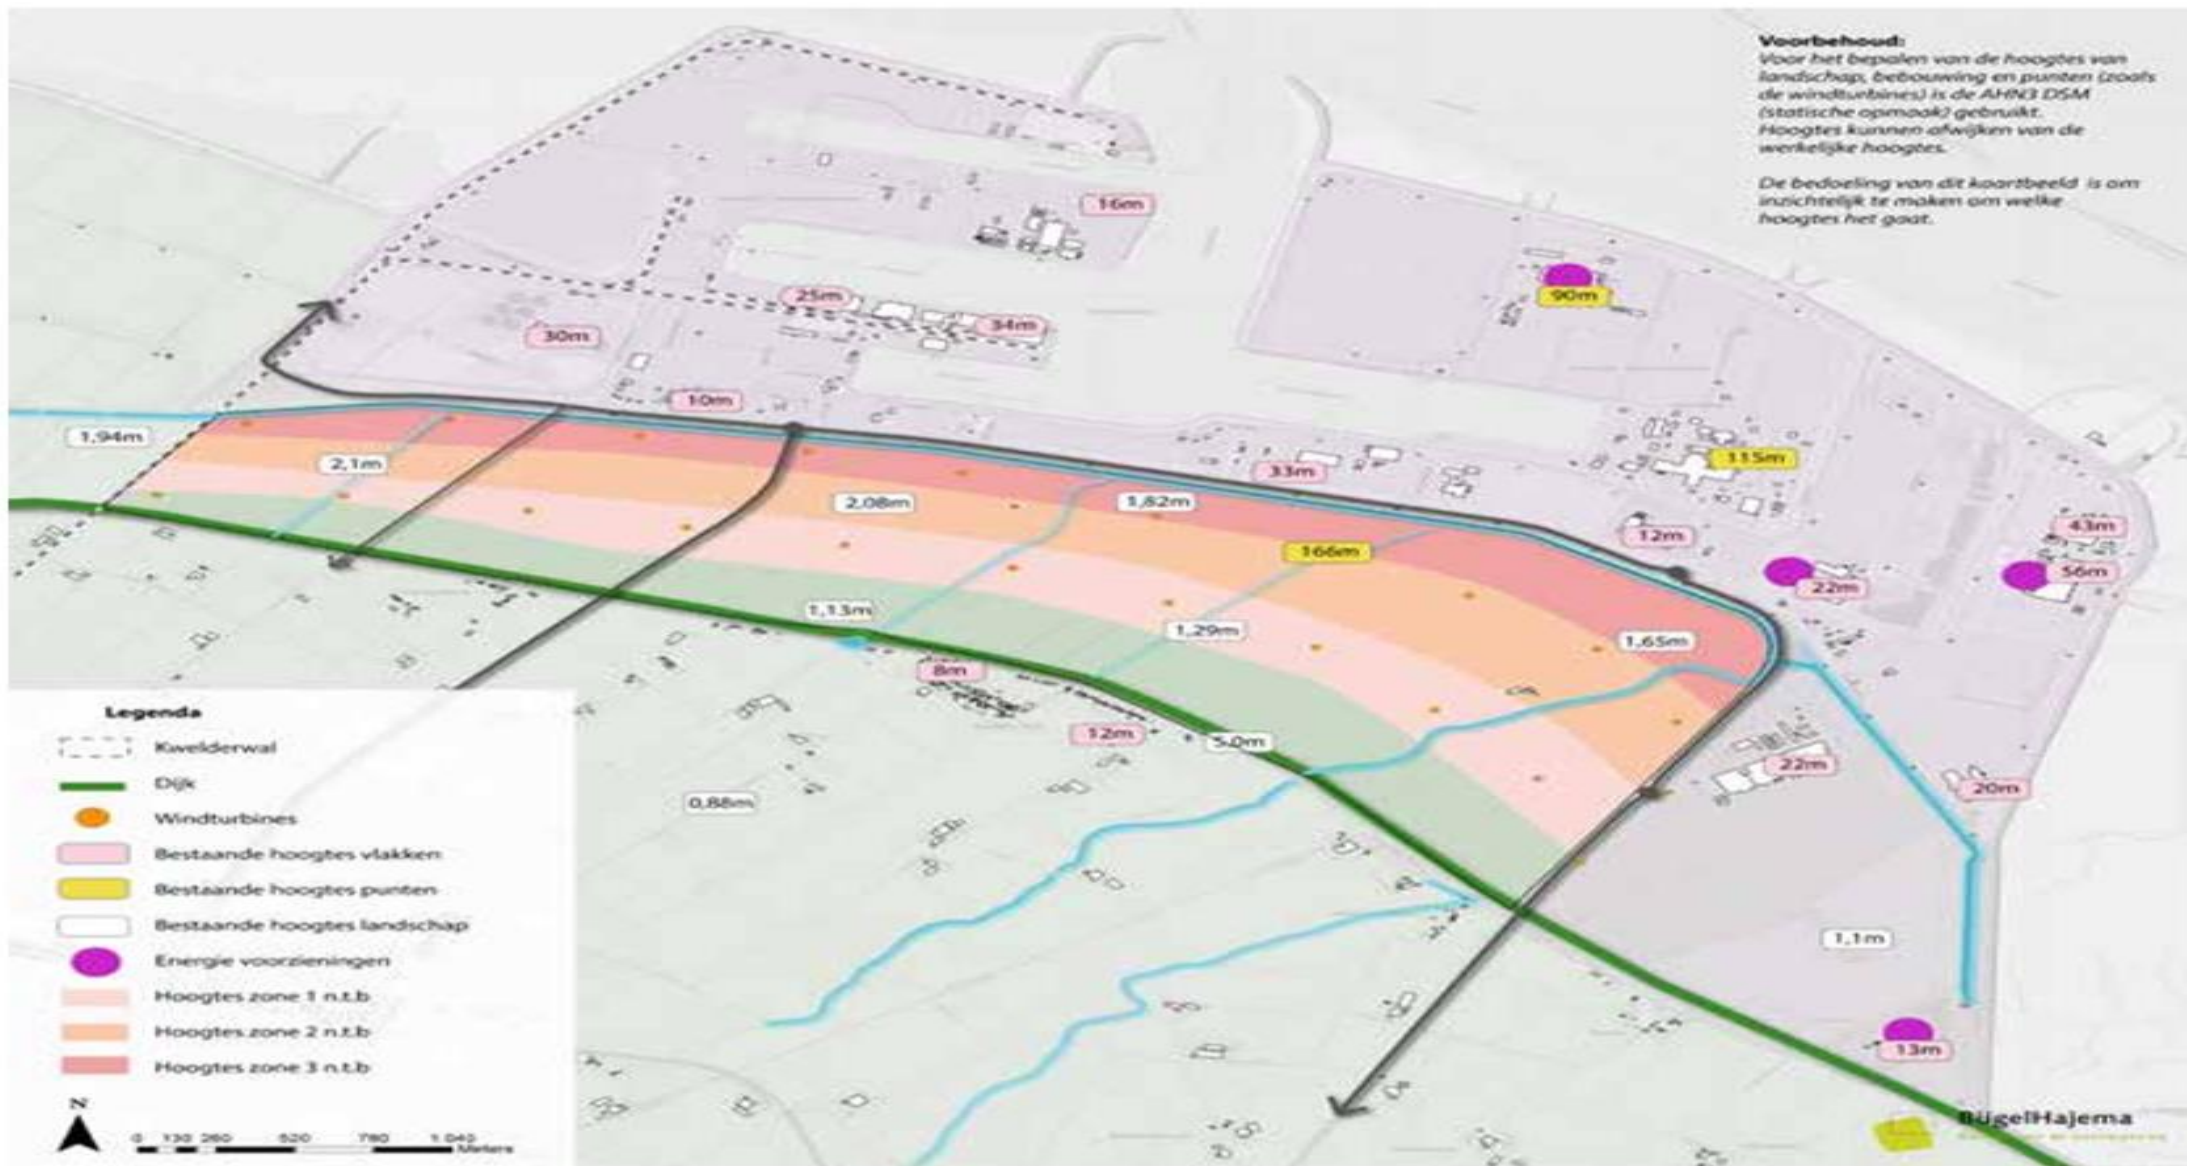 Voorbehoud:
Voor het bepalen van de hoogtes van
landschap, bebouwing en punten (zoals
de windturbines) is de AHN3 DSM
(statische opmaak) gebruikt.
Hoogtes kunnen afwijken van de
werkelijke hoogtes.
De bedoeling van dit kaartbeeld is om
inzichtelijk te maken om welke
hoogtes het gaat.
16m
90m
25m
34m
30m
10m
1,94m
2,1m
33m
115m
2,08m
1,82m
43m
12m
166m
56m
22m
1,13m
1,29m
1,65m
8m
12m
5,0m
22m
20m
0,88m
1,1m
13m
Legenda
Kwelderwal
Dijk
Windturbines
Bestaande hoogtes vlakken
Bestaande hoogtes punten
Bestaande hoogtes landschap
Energie voorzieningen
Hoogtes zone 1 n.t.b
Hoogtes zone 2 n.t.b
Hoogtes zone 3 n.t.b
N
0 130 260 520 780 1.040
Meters
BügelHajema